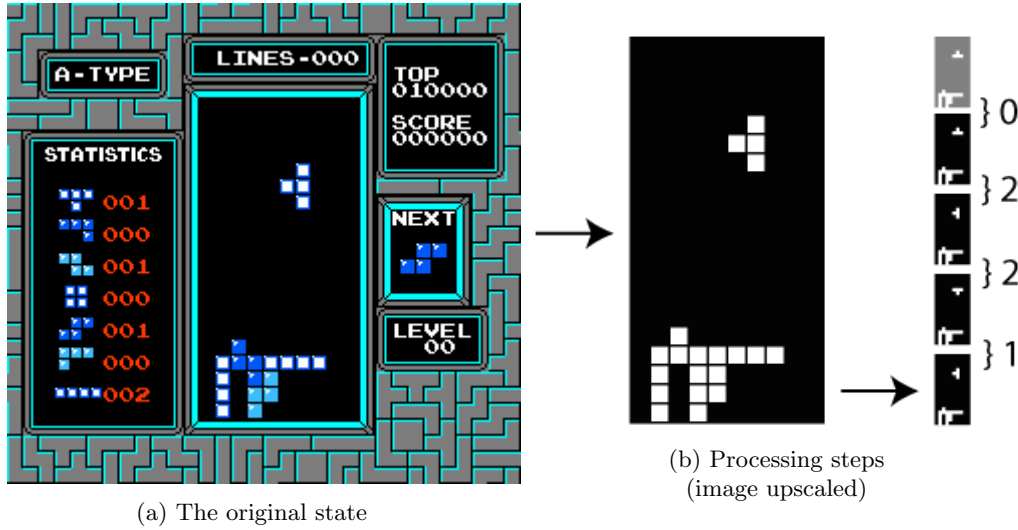 A-TYPE
LINES-000
TOP
010000
SCORE
000000
STATISTICS
001
000
001
000
001
000
002
NEXT
LEVEL
00
} 0
} 2
} 2
} 1
(a) The original state
(b) Processing steps
(image upscaled)